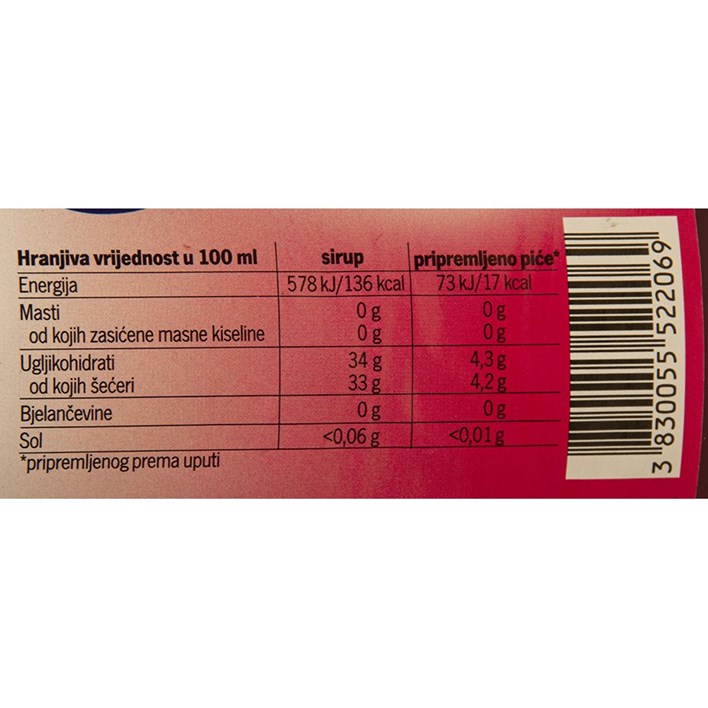 Hranjiva vrijednost u 100 ml sirup pripremljeno piće*
Energija 578 kJ/136 kcal 73 kJ/17 kcal
Masti 0 g 0 g
od kojih zasićene masne kiseline 0 g 0 g
Ugljikohidrati 34 g 4,3 g
od kojih šećeri 33 g 4,2 g
Bjelančevine 0 g 0 g
Sol <0,06 g <0,01 g
*pripremljenog prema uputi
3 830055 522069